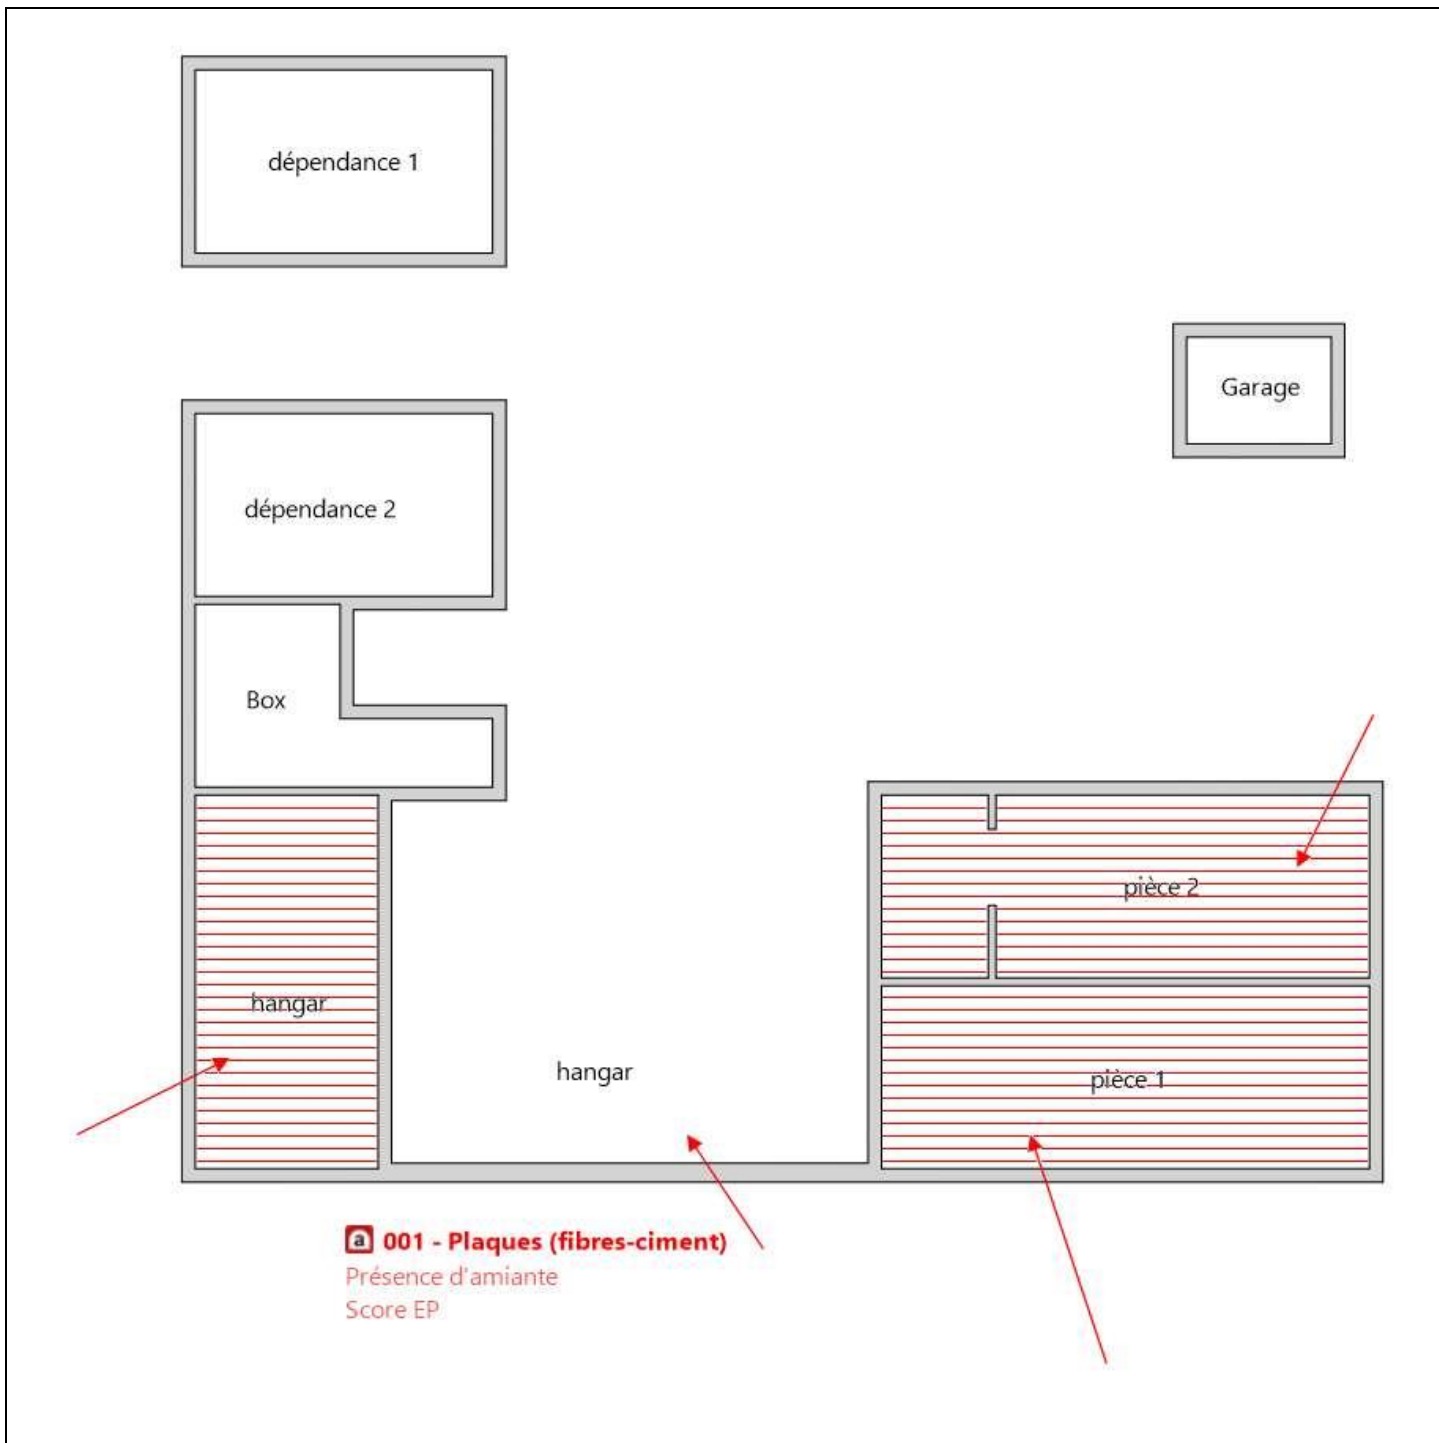 dépendance 1
Garage
dépendance 2
Box
pièce 2
hangar
hangar
pièce 1
a 001 - Plaques (fibres-ciment)
Présence d'amiante
Score EP